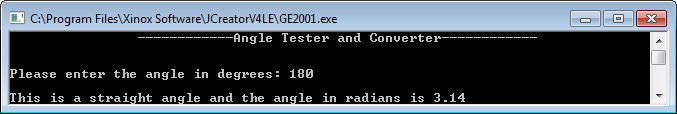 C:\Program Files\Xinox Software\JCreatorV4LE\GE2001.exe
------------Angle Tester and Converter------------
Please enter the angle in degrees: 180
This is a straight angle and the angle in radians is 3.14